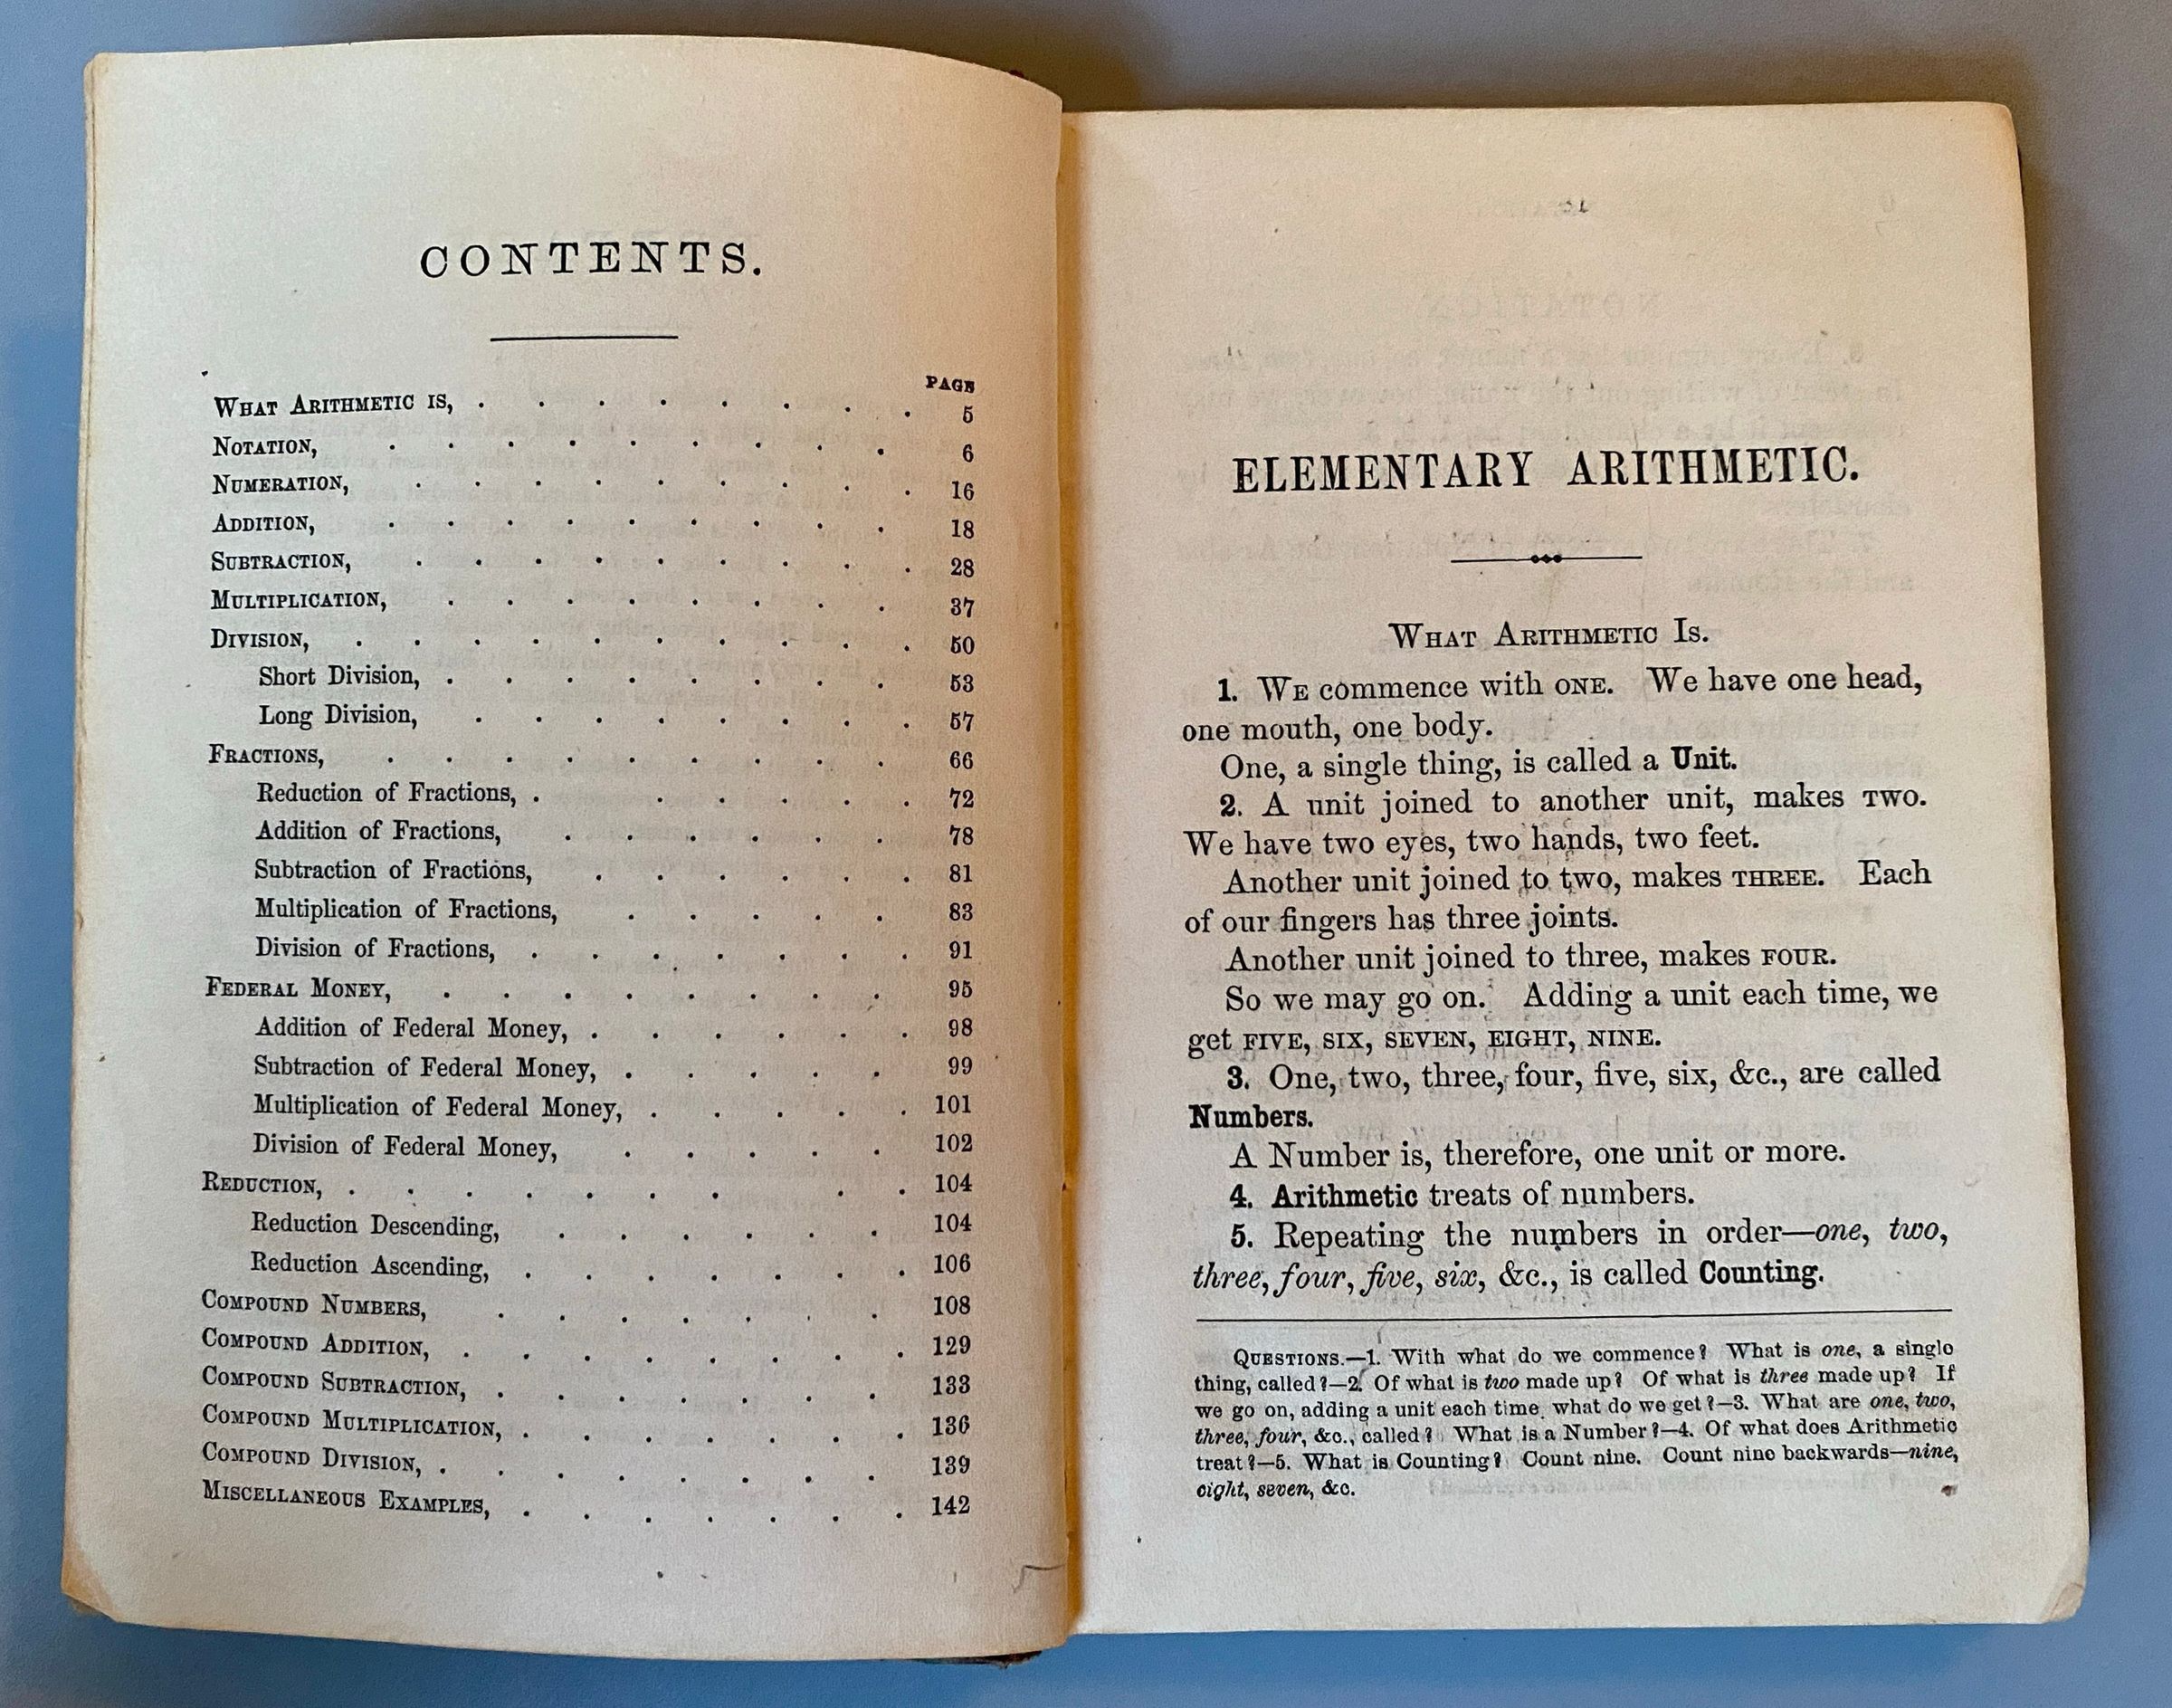 CONTENTS.
PAGE
WHAT ARITHMETIC IS, . . . . . . . . 5
NOTATION, . . . . . . . . . 6
NUMERATION, . . . . . . . . . 16
ADDITION, . . . . . . . . . 18
SUBTRACTION, . . . . . . . . . 28
MULTIPLICATION, . . . . . . . . 37
DIVISION, . . . . . . . . . . 50
Short Division, . . . . . . . . 53
Long Division, . . . . . . . . 57
FRACTIONS, . . . . . . . . . 66
Reduction of Fractions, . . . . . . 72
Addition of Fractions, . . . . . . 78
Subtraction of Fractions, . . . . . . 81
Multiplication of Fractions, . . . . . 83
Division of Fractions, . . . . . . . 91
FEDERAL MONEY, . . . . . . . . 95
Addition of Federal Money, . . . . . . 98
Subtraction of Federal Money, . . . . . 99
Multiplication of Federal Money, . . . . . 101
Division of Federal Money, . . . . . 102
REDUCTION, . . . . . . . . . 104
Reduction Descending, . . . . . . 104
Reduction Ascending, . . . . . . . 106
COMPOUND NUMBERS, . . . . . . . 108
COMPOUND ADDITION, . . . . . . . . 129
COMPOUND SUBTRACTION, . . . . . . . 133
COMPOUND MULTIPLICATION, . . . . . . . 136
COMPOUND DIVISION, . . . . . . . . 139
MISCELLANEOUS EXAMPLES, . . . . . . . 142
ELEMENTARY ARITHMETIC.
WHAT ARITHMETIC IS.
1. WE commence with ONE. We have one head,
one mouth, one body.
One, a single thing, is called a Unit.
2. A unit joined to another unit, makes TWO.
We have two eyes, two hands, two feet.
Another unit joined to two, makes THREE. Each
of our fingers has three joints.
Another unit joined to three, makes FOUR.
So we may go on. Adding a unit each time, we
get FIVE, SIX, SEVEN, EIGHT, NINE.
3. One, two, three, four, five, six, &c., are called
Numbers.
A Number is, therefore, one unit or more.
4. Arithmetic treats of numbers.
5. Repeating the numbers in order—one, two,
three, four, five, six, &c., is called Counting.
QUESTIONS.—1. With what do we commence? What is one, a single
thing, called?—2. Of what is two made up? Of what is three made up? If
we go on, adding a unit each time, what do we get?—3. What are one, two,
three, four, &c., called? What is a Number?—4. Of what does Arithmetic
treat?—5. What is Counting? Count nine. Count nine backwards—nine,
eight, seven, &c.